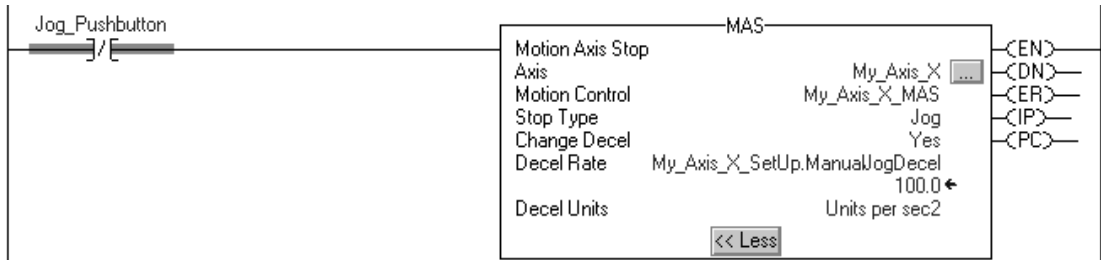 Jog_Pushbutton
MAS
Motion Axis Stop
Axis My_Axis_X ...
Motion Control My_Axis_X_MAS
Stop Type Jog
Change Decel Yes
Decel Rate My_Axis_X_SetUp.ManualJogDecel
100.0
Decel Units Units per sec2
<< Less
EN
DN
ER
IP
PC